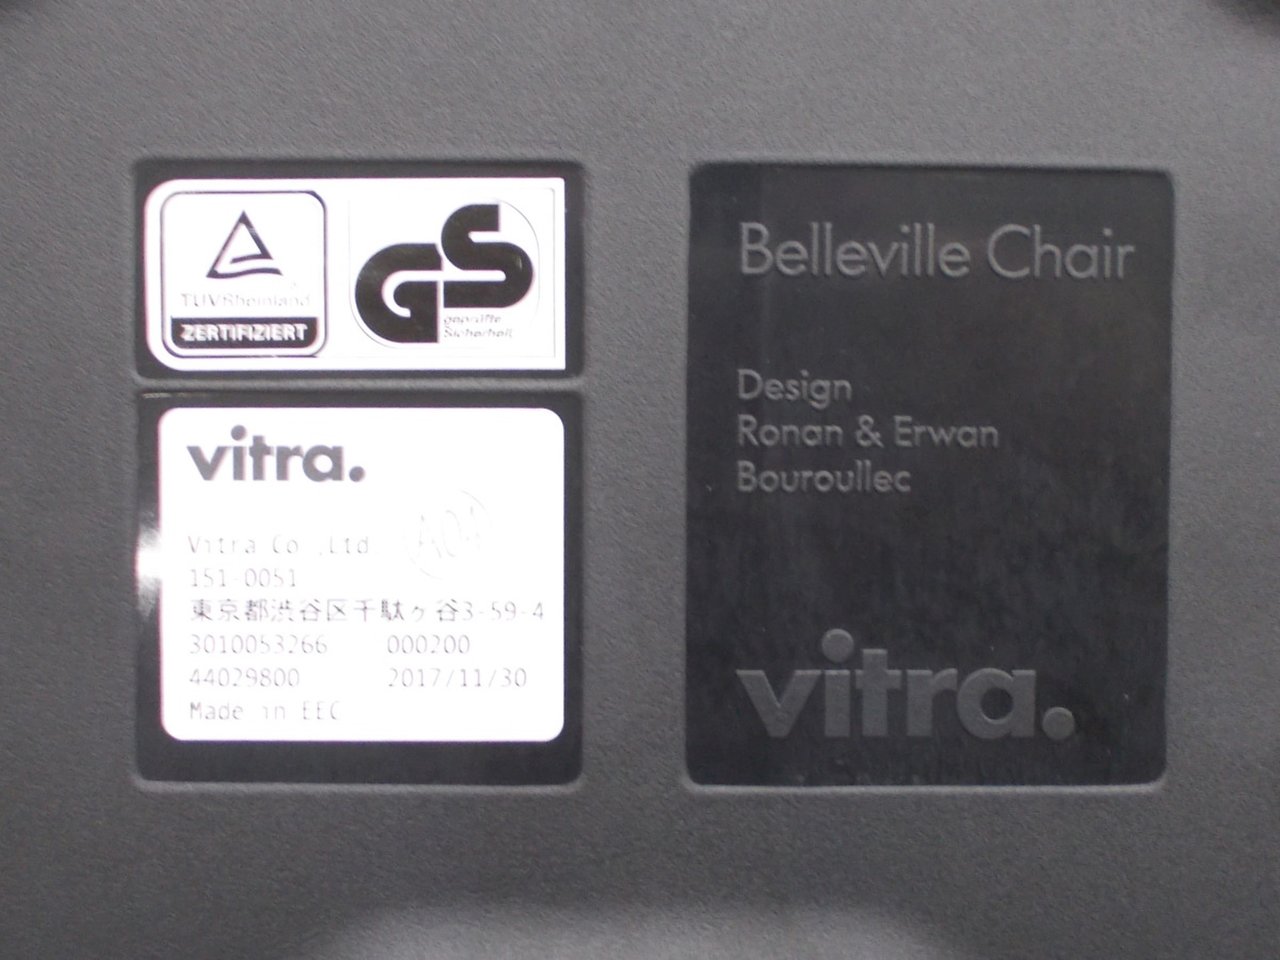 TÜVRheinland
ZERTIFIZIERT
GS
geprüfte
Sicherheit
vitra.
Vitra Co.,Ltd.
A01
151-0051
東京都渋谷区千駄ヶ谷3-59-4
3010053266 000200
44029800 2017/11/30
Made in EEC
Belleville Chair
Design
Ronan & Erwan
Bouroullec
vitra.